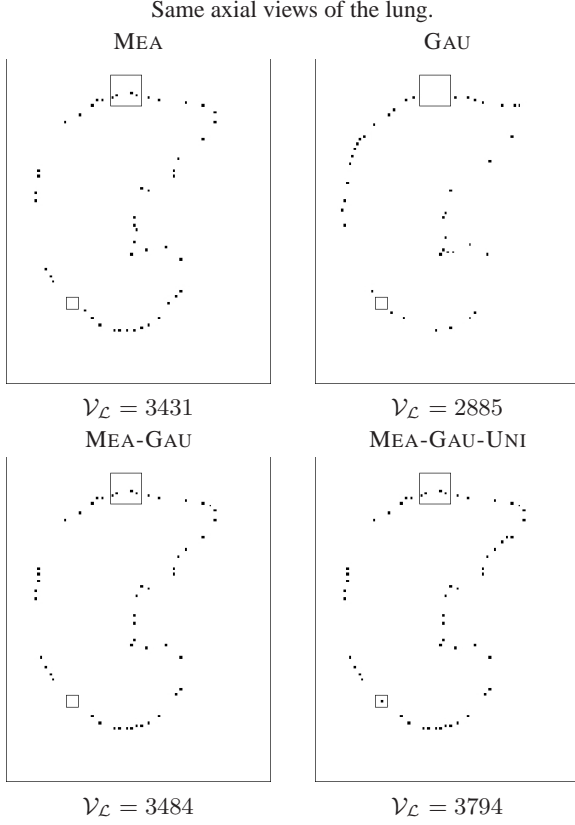 Same axial views of the lung.
MEA GAU
𝒱_ℒ = 3431 𝒱_ℒ = 2885
MEA-GAU MEA-GAU-UNI
𝒱_ℒ = 3484 𝒱_ℒ = 3794